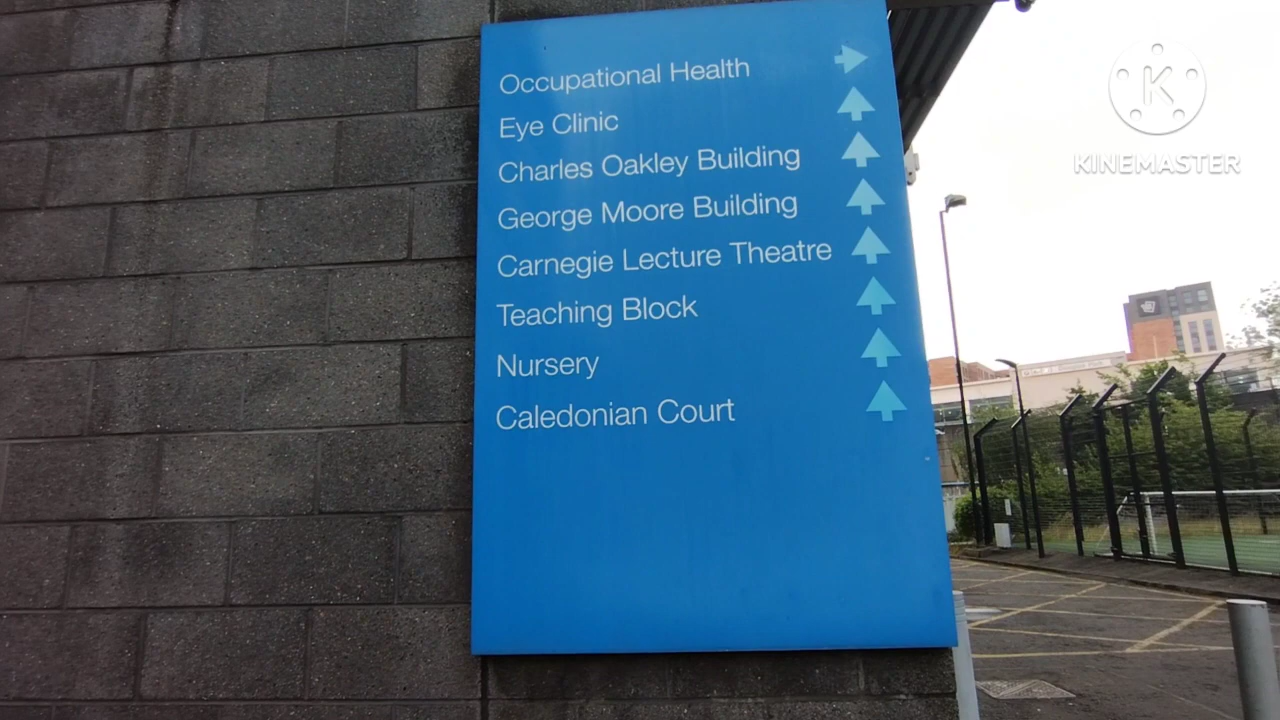 Occupational Health
Eye Clinic
Charles Oakley Building
George Moore Building
Carnegie Lecture Theatre
Teaching Block
Nursery
Caledonian Court
K
KINEMASTER